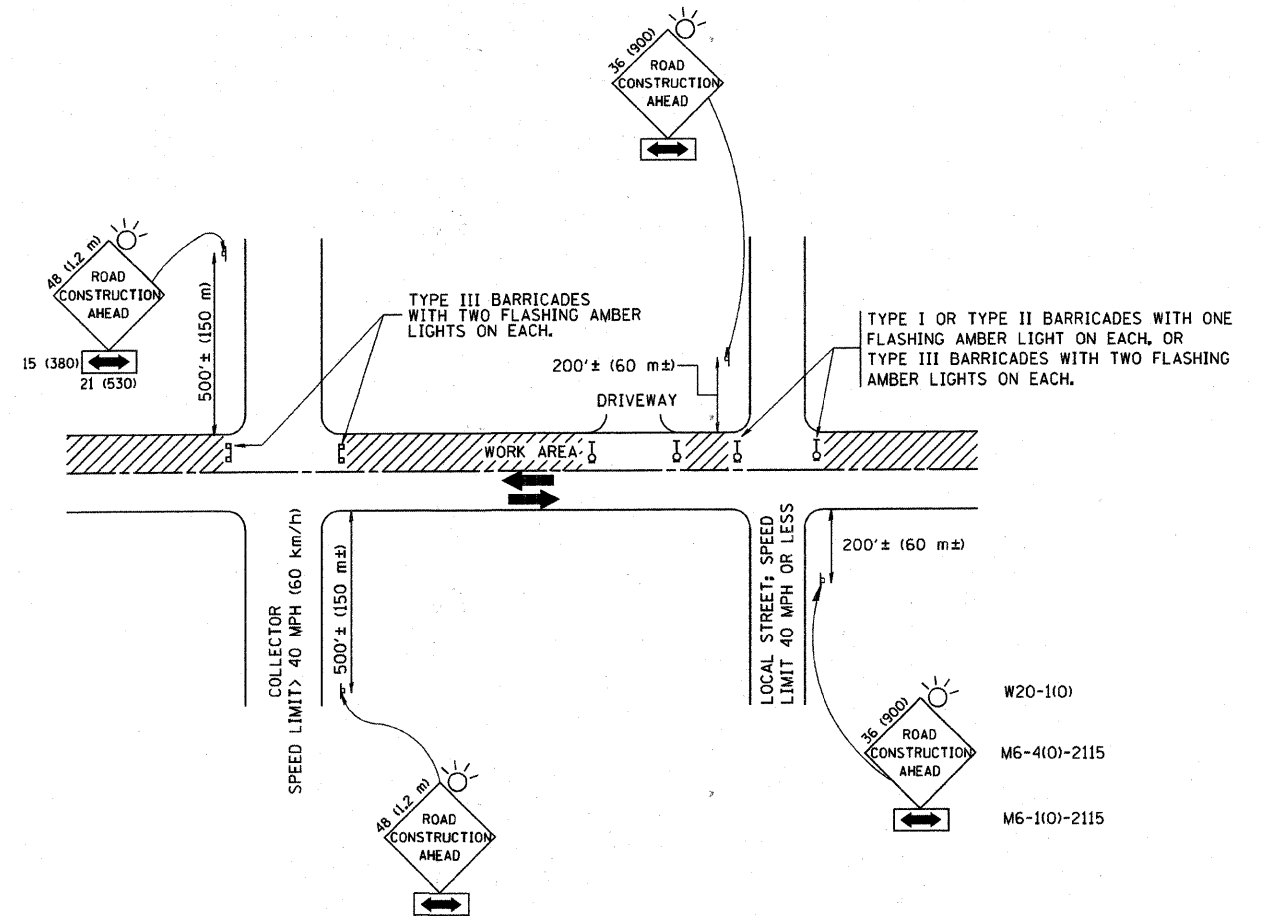 36 (900)
ROAD
CONSTRUCTION
AHEAD
48 (1.2 m)
ROAD
CONSTRUCTION
AHEAD
15 (380)
21 (530)
500'± (150 m)
TYPE III BARRICADES
WITH TWO FLASHING AMBER
LIGHTS ON EACH.
200'± (60 m±)
DRIVEWAY
TYPE I OR TYPE II BARRICADES WITH ONE
FLASHING AMBER LIGHT ON EACH, OR
TYPE III BARRICADES WITH TWO FLASHING
AMBER LIGHTS ON EACH.
WORK AREA
COLLECTOR
SPEED LIMIT> 40 MPH (60 km/h)
500'± (150 m±)
LOCAL STREET; SPEED
LIMIT 40 MPH OR LESS
200'± (60 m±)
48 (1.2 m)
ROAD
CONSTRUCTION
AHEAD
36 (900)
ROAD
CONSTRUCTION
AHEAD
W20-1(O)
M6-4(O)-2115
M6-1(O)-2115